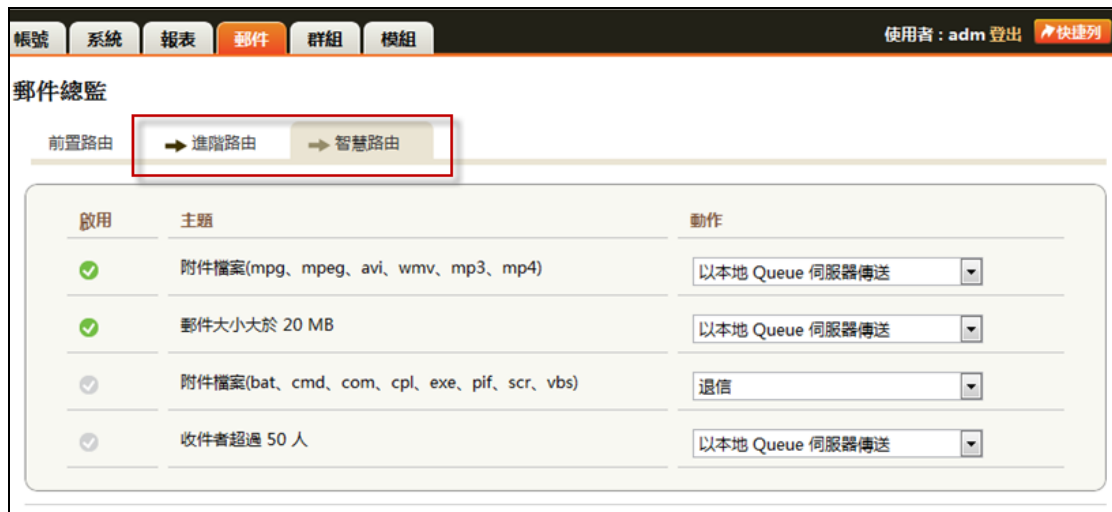 帳號 系統 報表 郵件 群組 模組 使用者 : adm 登出 快捷列
郵件總監
前置路由 進階路由 智慧路由
啟用 主題 動作
附件檔案(mpg、mpeg、avi、wmv、mp3、mp4) 以本地 Queue 伺服器傳送
郵件大小大於 20 MB 以本地 Queue 伺服器傳送
附件檔案(bat、cmd、com、cpl、exe、pif、scr、vbs) 退信
收件者超過 50 人 以本地 Queue 伺服器傳送